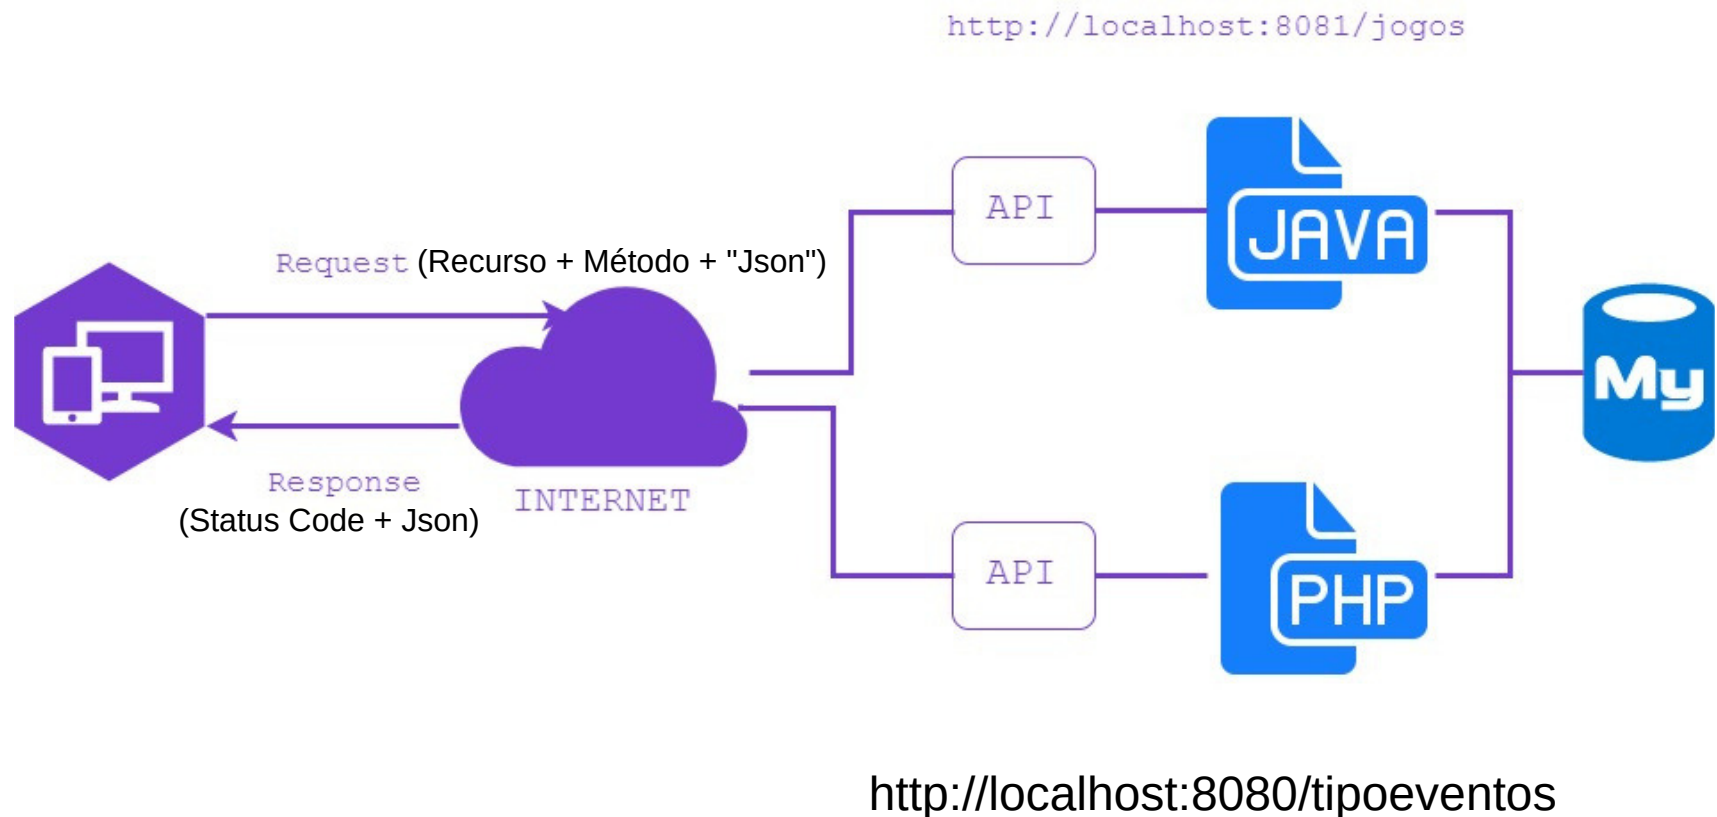 http://localhost:8081/jogos
API
JAVA
Request (Recurso + Método + "Json")
My
Response
(Status Code + Json)
INTERNET
API
PHP
http://localhost:8080/tipoeventos